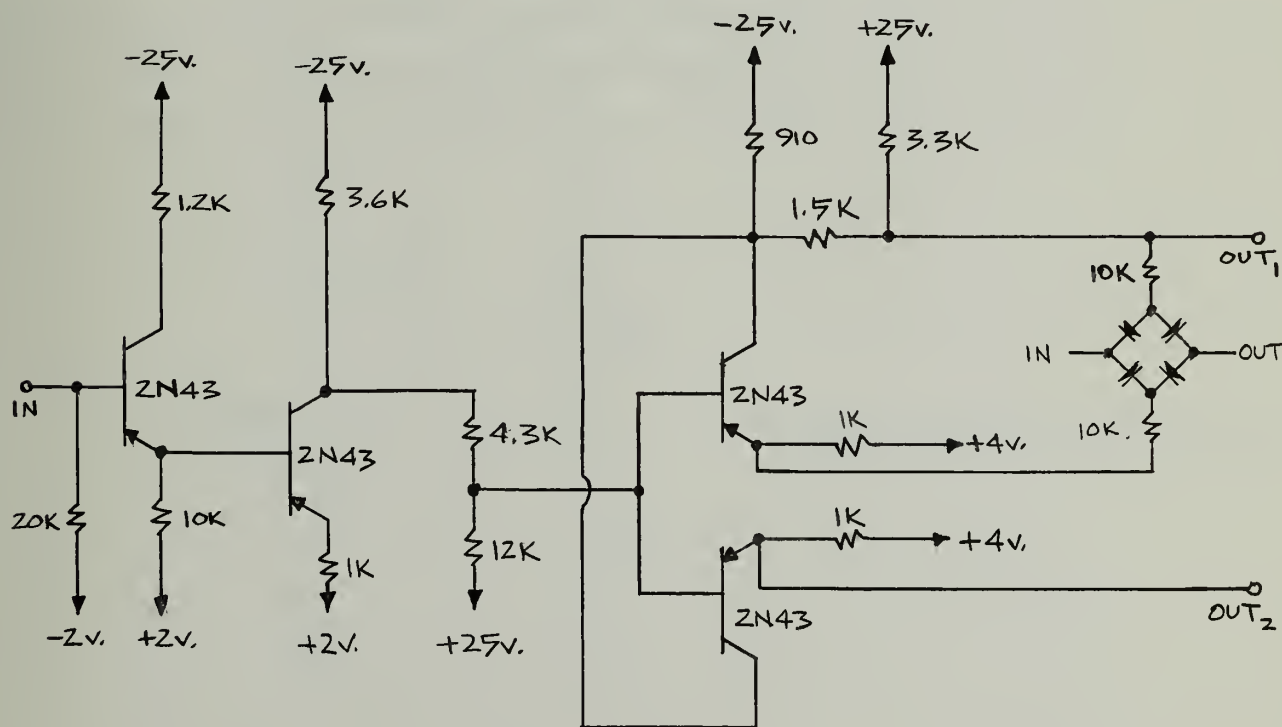 -25v.
-25v.
-25v.
+25v.
1.2K
3.6K
910
3.3K
1.5K
OUT₁
10K
IN
OUT
IN
2N43
2N43
2N43
4.3K
1K
+4v.
10K.
20K
10K
1K
12K
1K
+4v.
2N43
OUT₂
-2v.
+2v.
+2v.
+25v.